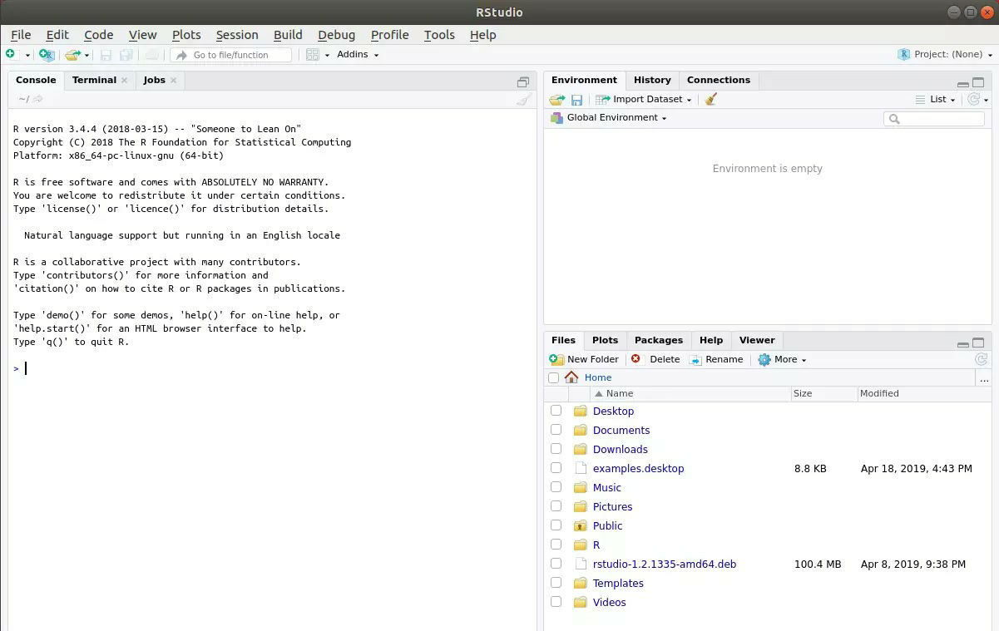 RStudio
File Edit Code View Plots Session Build Debug Profile Tools Help
Go to file/function Addins Project: (None)
Console Terminal Jobs
~/
R version 3.4.4 (2018-03-15) -- "Someone to Lean On"
Copyright (C) 2018 The R Foundation for Statistical Computing
Platform: x86_64-pc-linux-gnu (64-bit)
R is free software and comes with ABSOLUTELY NO WARRANTY.
You are welcome to redistribute it under certain conditions.
Type 'license()' or 'licence()' for distribution details.
Natural language support but running in an English locale
R is a collaborative project with many contributors.
Type 'contributors()' for more information and
'citation()' on how to cite R or R packages in publications.
Type 'demo()' for some demos, 'help()' for on-line help, or
'help.start()' for an HTML browser interface to help.
Type 'q()' to quit R.
>
Environment History Connections
Import Dataset List
Global Environment
Environment is empty
Files Plots Packages Help Viewer
New Folder Delete Rename More
Home ...
Name Size Modified
Desktop
Documents
Downloads
examples.desktop 8.8 KB Apr 18, 2019, 4:43 PM
Music
Pictures
Public
R
rstudio-1.2.1335-amd64.deb 100.4 MB Apr 8, 2019, 9:38 PM
Templates
Videos